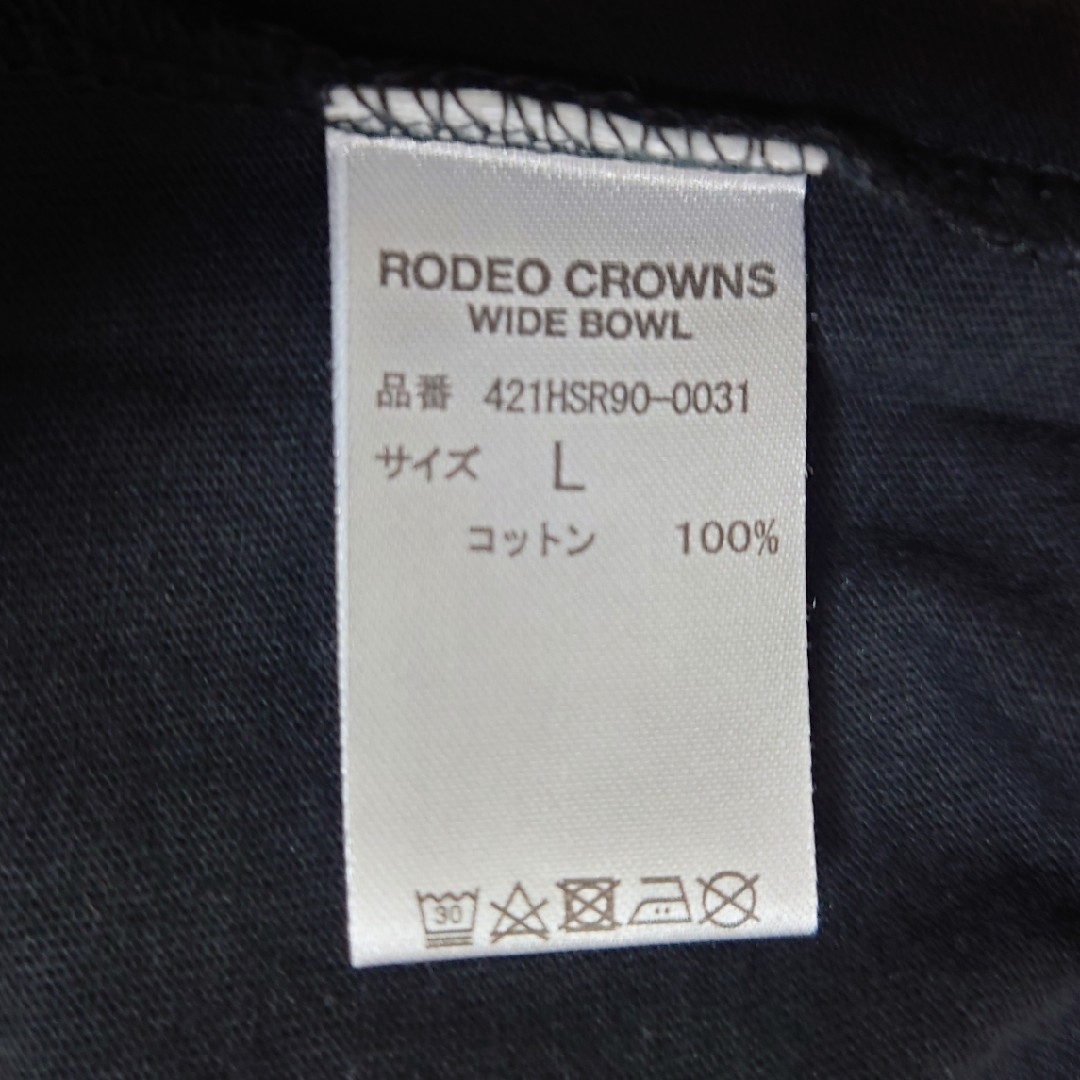 RODEO CROWNS
WIDE BOWL
品番 421HSR90-0031
サイズ L
コットン 100%
30